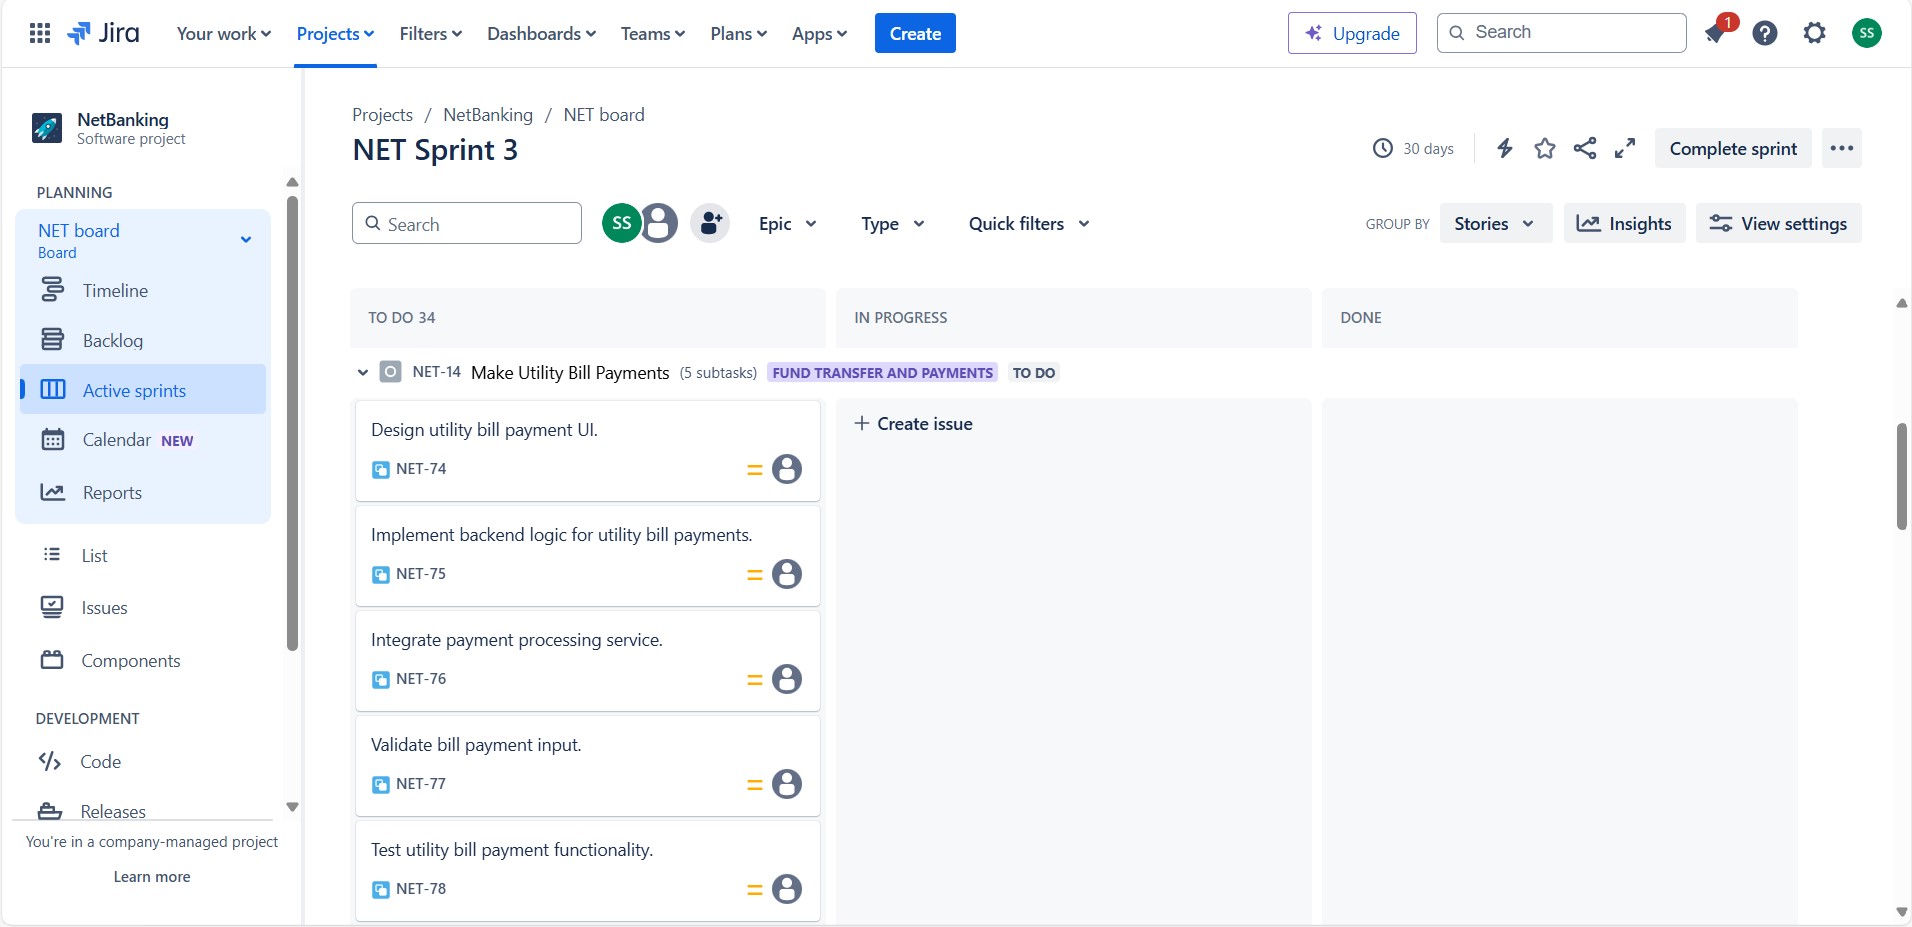 Jira
Your work
Projects
Filters
Dashboards
Teams
Plans
Apps
Create
Upgrade
Search
1
SS
NetBanking
Software project
PLANNING
NET board
Board
Timeline
Backlog
Active sprints
Calendar NEW
Reports
List
Issues
Components
DEVELOPMENT
Code
Releases
You're in a company-managed project
Learn more
Projects / NetBanking / NET board
NET Sprint 3
30 days
Complete sprint
Search
SS
Epic
Type
Quick filters
GROUP BY
Stories
Insights
View settings
TO DO 34
IN PROGRESS
DONE
NET-14 Make Utility Bill Payments (5 subtasks) FUND TRANSFER AND PAYMENTS TO DO
Design utility bill payment UI.
NET-74
Implement backend logic for utility bill payments.
NET-75
Integrate payment processing service.
NET-76
Validate bill payment input.
NET-77
Test utility bill payment functionality.
NET-78
+ Create issue